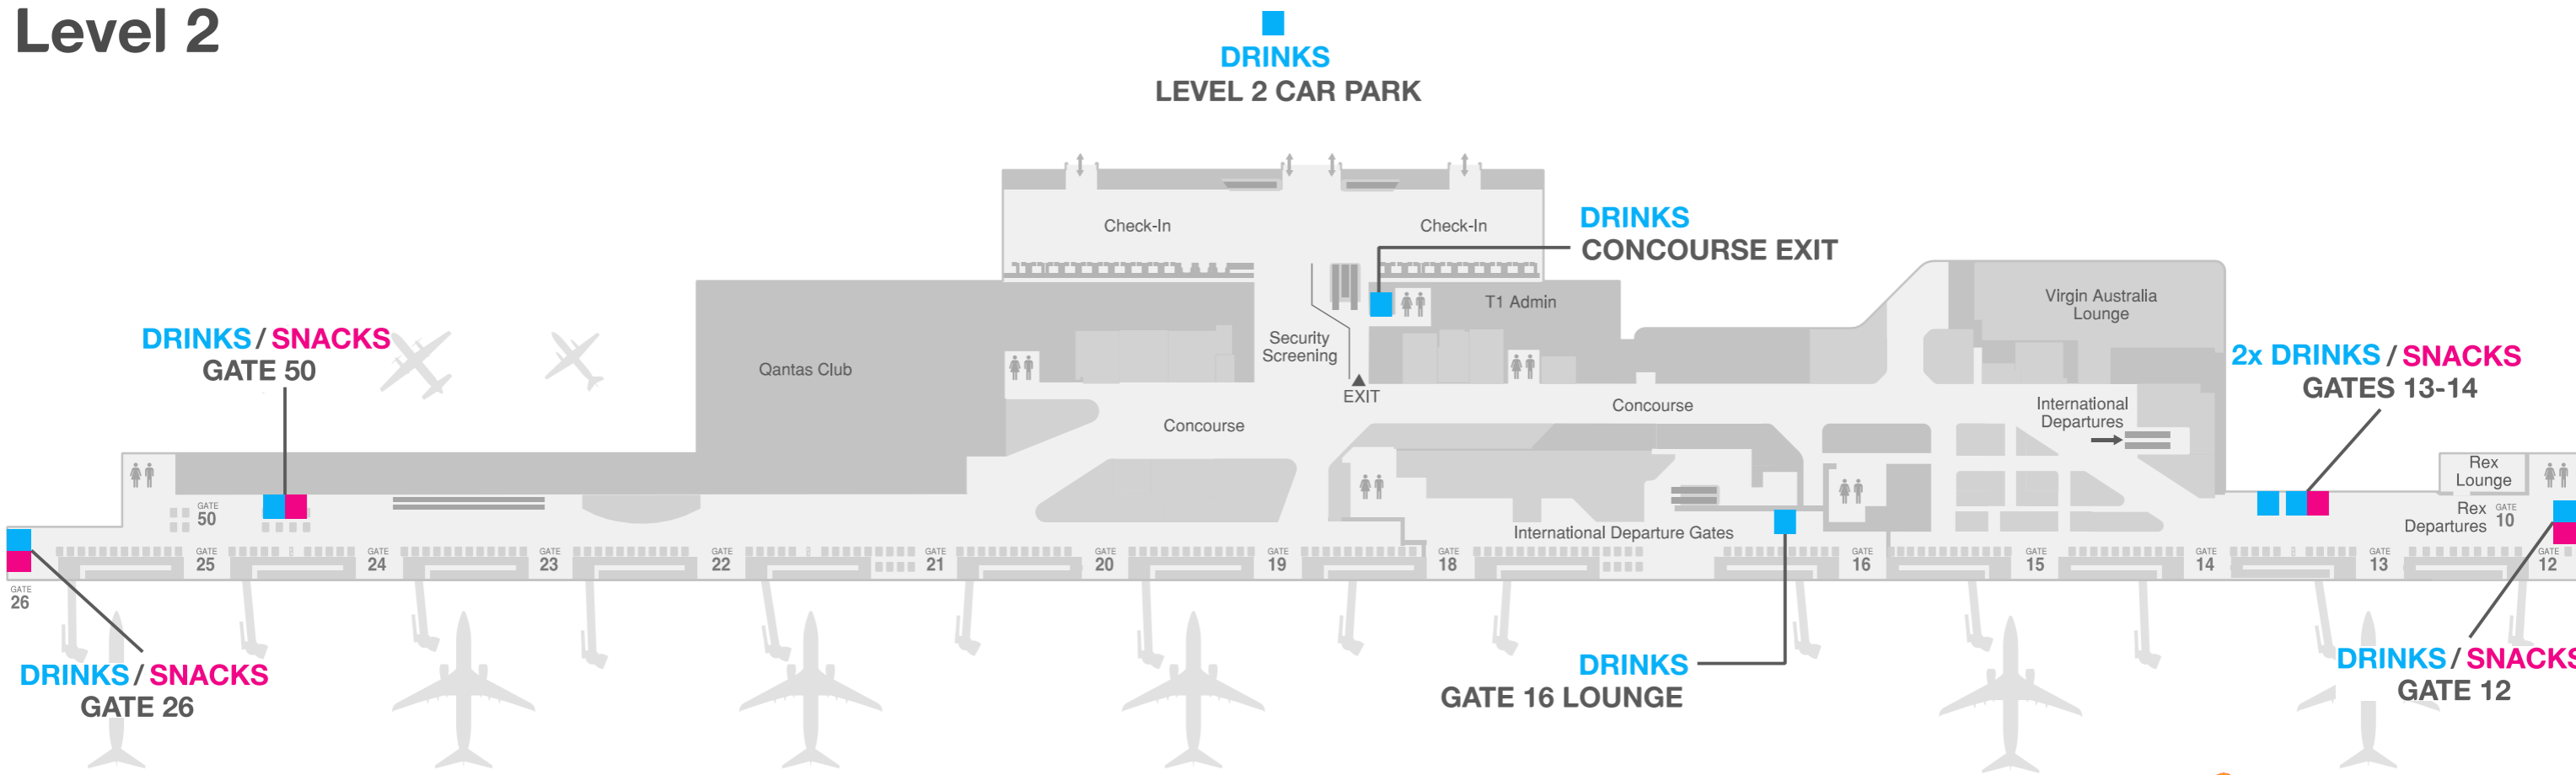 Level 2
DRINKS
LEVEL 2 CAR PARK
Check-In
Check-In
DRINKS
CONCOURSE EXIT
T1 Admin
Virgin Australia
Lounge
Security
Screening
EXIT
DRINKS / SNACKS
GATE 50
Qantas Club
2x DRINKS / SNACKS
GATES 13-14
Concourse
Concourse
International
Departures
Rex
Lounge
Rex
Departures
GATE
10
GATE
50
International Departure Gates
GATE
26
GATE
25
GATE
24
GATE
23
GATE
22
GATE
21
GATE
20
GATE
19
GATE
18
GATE
16
GATE
15
GATE
14
GATE
13
GATE
12
DRINKS / SNACKS
GATE 26
DRINKS
GATE 16 LOUNGE
DRINKS / SNACKS
GATE 12